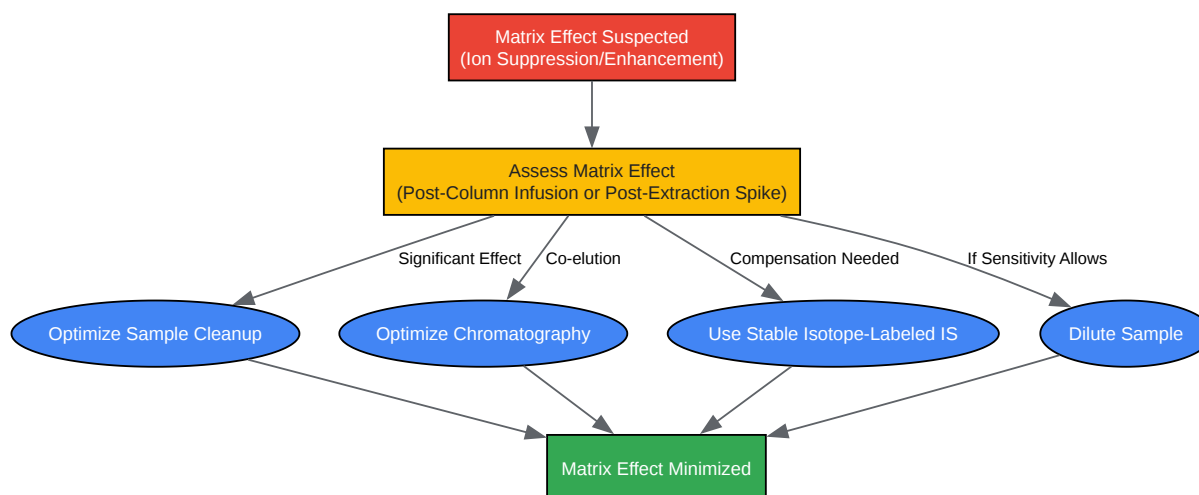 Matrix Effect Suspected
(Ion Suppression/Enhancement)
Assess Matrix Effect
(Post-Column Infusion or Post-Extraction Spike)
Significant Effect
Co-elution
Compensation Needed
If Sensitivity Allows
Optimize Sample Cleanup
Optimize Chromatography
Use Stable Isotope-Labeled IS
Dilute Sample
Matrix Effect Minimized